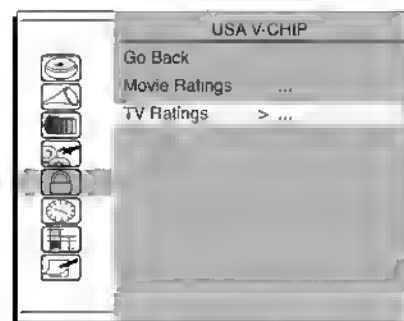 USA V-CHIP
Go Back
Movie Ratings ...
TV Ratings > ...